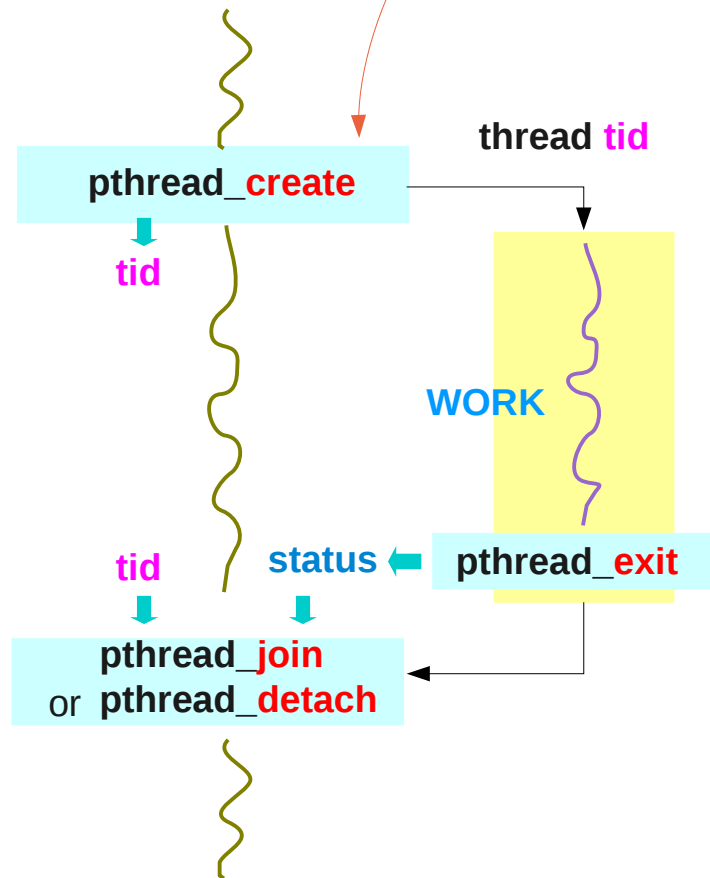 thread tid
pthread_create
tid
WORK
tid
status
pthread_exit
pthread_join
or pthread_detach